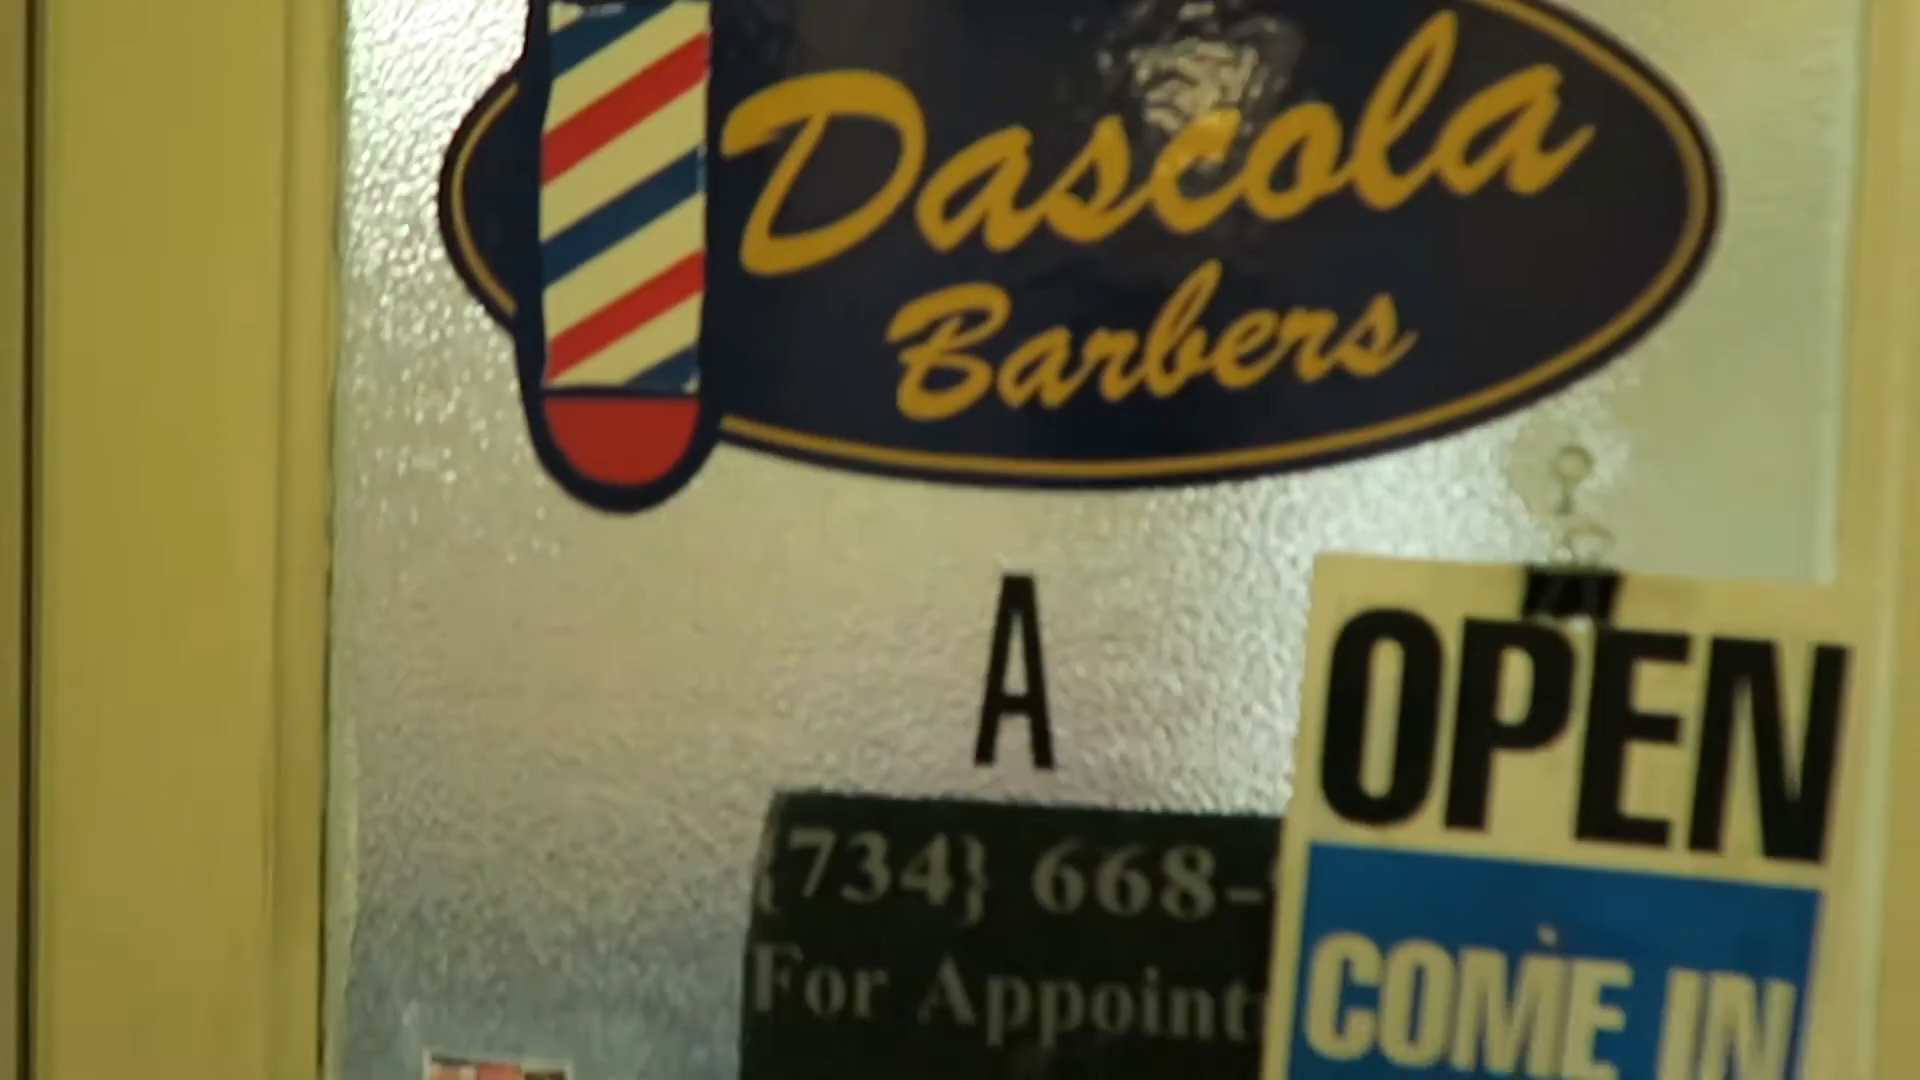 Dascola
Barbers
A
OPEN
COME IN
{734} 668-
For Appoint